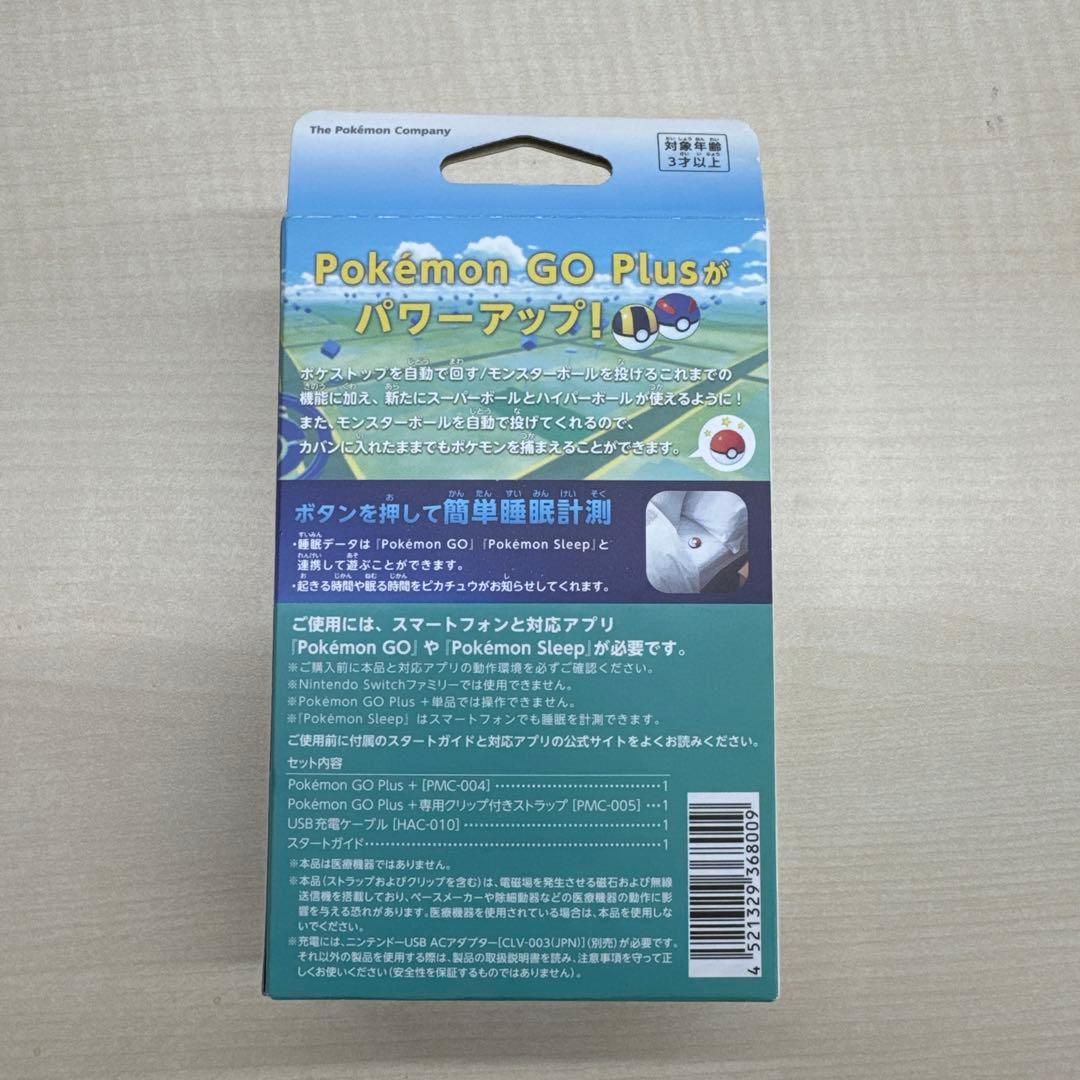 The Pokémon Company
対象年齢
3才以上
Pokémon GO Plusが
パワーアップ!
ポケストップを自動で回す/モンスターボールを投げるこれまでの
機能に加え、新たにスーパーボールとハイパーボールが使えるように!
また、モンスターボールを自動で投げてくれるので、
カバンに入れたままでもポケモンを捕まえることができます。
ボタンを押して簡単睡眠計測
・睡眠データは『Pokémon GO』『Pokémon Sleep』と
連携して遊ぶことができます。
・起きる時間や眠る時間をピカチュウがお知らせしてくれます。
ご使用には、スマートフォンと対応アプリ
『Pokémon GO』や『Pokémon Sleep』が必要です。
※ご購入前に本品と対応アプリの動作環境を必ずご確認ください。
※Nintendo Switchファミリーでは使用できません。
※Pokémon GO Plus +単品では操作できません。
※『Pokémon Sleep』はスマートフォンでも睡眠を計測できます。
ご使用前に付属のスタートガイドと対応アプリの公式サイトをよくお読みください。
セット内容
Pokémon GO Plus + [PMC-004] ……………………………1
Pokémon GO Plus +専用クリップ付きストラップ [PMC-005] …1
USB充電ケーブル [HAC-010] ……………………………1
スタートガイド……………………………………………1
※本品は医療機器ではありません。
※本品(ストラップおよびクリップを含む)は、電磁場を発生させる磁石および無線
送信機を搭載しており、ペースメーカーや除細動器などの医療機器の動作に影
響を与える恐れがあります。医療機器を使用されている場合は、本品を使用しな
いでください。
※充電には、ニンテンドーUSB ACアダプター[CLV-003(JPN)](別売)が必要です。
それ以外の製品を使用する際は、製品の取扱説明書を読み、注意事項を守って正
しくお使いください(安全性を保証するものではありません)。
4 521329 368009